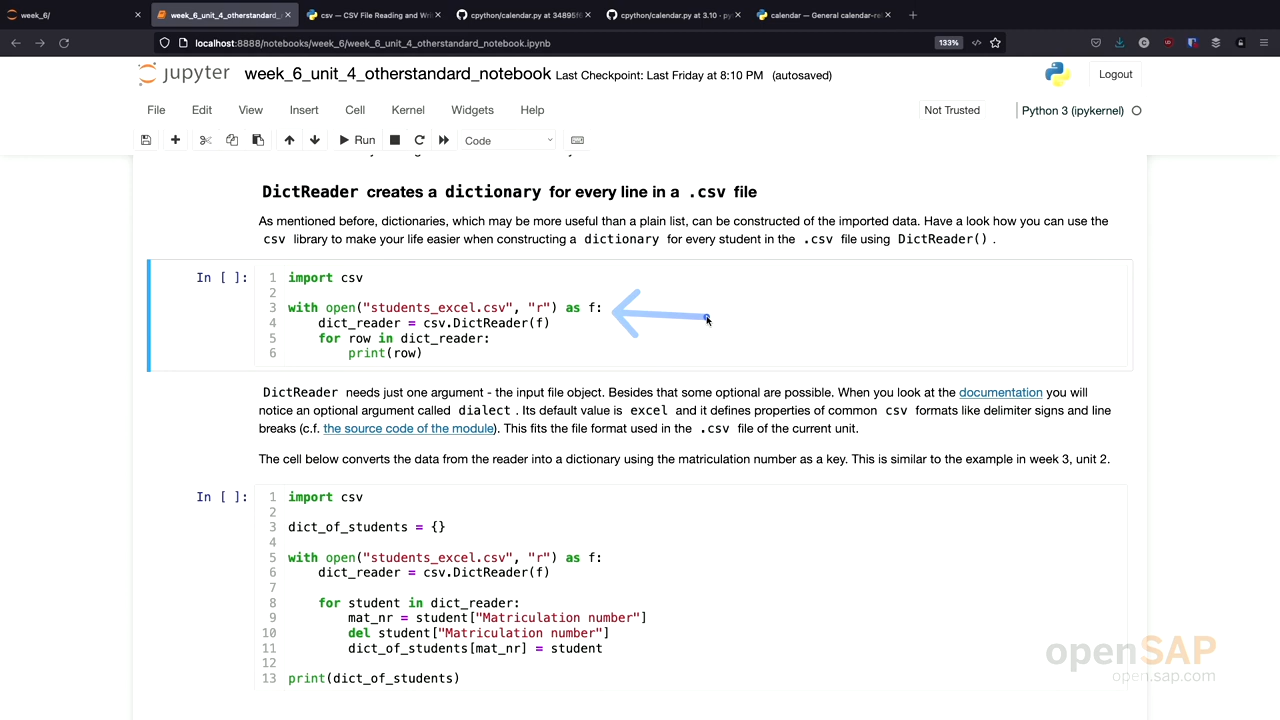 week_6/
week_6_unit_4_otherstandard_
csv — CSV File Reading and Wri
cpython/calendar.py at 34895f6
cpython/calendar.py at 3.10 · py
calendar — General calendar-re
localhost:8888/notebooks/week_6/week_6_unit_4_otherstandard_notebook.ipynb
133%
jupyter week_6_unit_4_otherstandard_notebook Last Checkpoint: Last Friday at 8:10 PM (autosaved)
Logout
File Edit View Insert Cell Kernel Widgets Help
Not Trusted
Python 3 (ipykernel)
Run
Code
DictReader creates a dictionary for every line in a .csv file
As mentioned before, dictionaries, which may be more useful than a plain list, can be constructed of the imported data. Have a look how you can use the
csv library to make your life easier when constructing a dictionary for every student in the .csv file using DictReader() .
In [ ]:
1 import csv
2
3 with open("students_excel.csv", "r") as f:
4 dict_reader = csv.DictReader(f)
5 for row in dict_reader:
6 print(row)
DictReader needs just one argument - the input file object. Besides that some optional are possible. When you look at the documentation you will
notice an optional argument called dialect . Its default value is excel and it defines properties of common csv formats like delimiter signs and line
breaks (c.f. the source code of the module). This fits the file format used in the .csv file of the current unit.
The cell below converts the data from the reader into a dictionary using the matriculation number as a key. This is similar to the example in week 3, unit 2.
In [ ]:
1 import csv
2
3 dict_of_students = {}
4
5 with open("students_excel.csv", "r") as f:
6 dict_reader = csv.DictReader(f)
7
8 for student in dict_reader:
9 mat_nr = student["Matriculation number"]
10 del student["Matriculation number"]
11 dict_of_students[mat_nr] = student
12
13 print(dict_of_students)
openSAP
open.sap.com